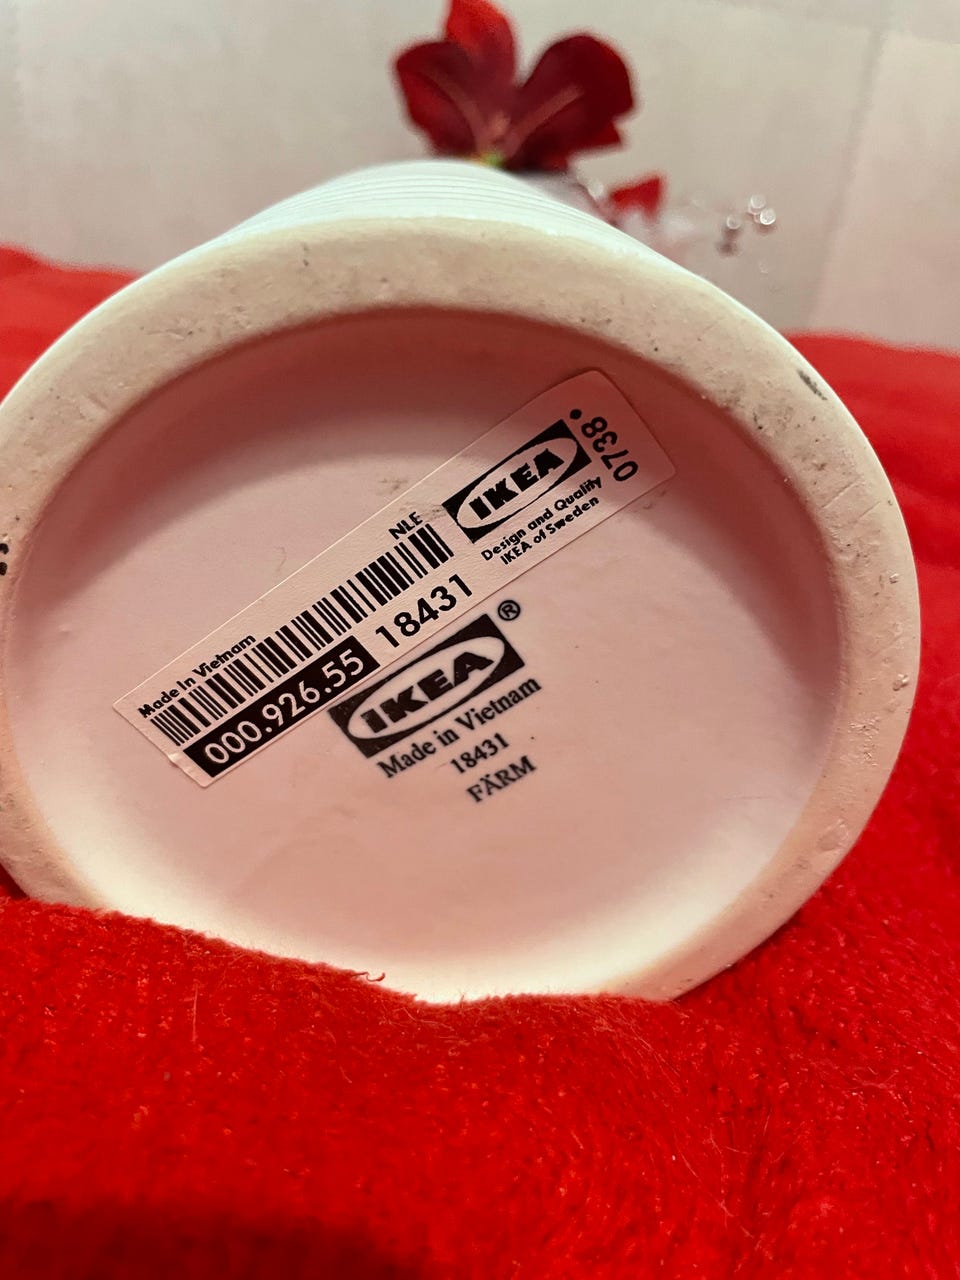 Made in Vietnam
NLE
000.926.55 18431
IKEA
Design and Quality
IKEA of Sweden
0738•
IKEA®
Made in Vietnam
18431
FÄRM